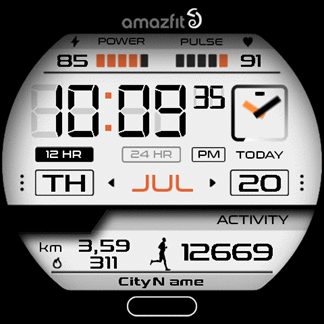 amazfit
POWER PULSE
85 91
10:09 35
12 HR 24 HR PM TODAY
TH JUL 20
ACTIVITY
km 3,59 12669
311
CityN ame